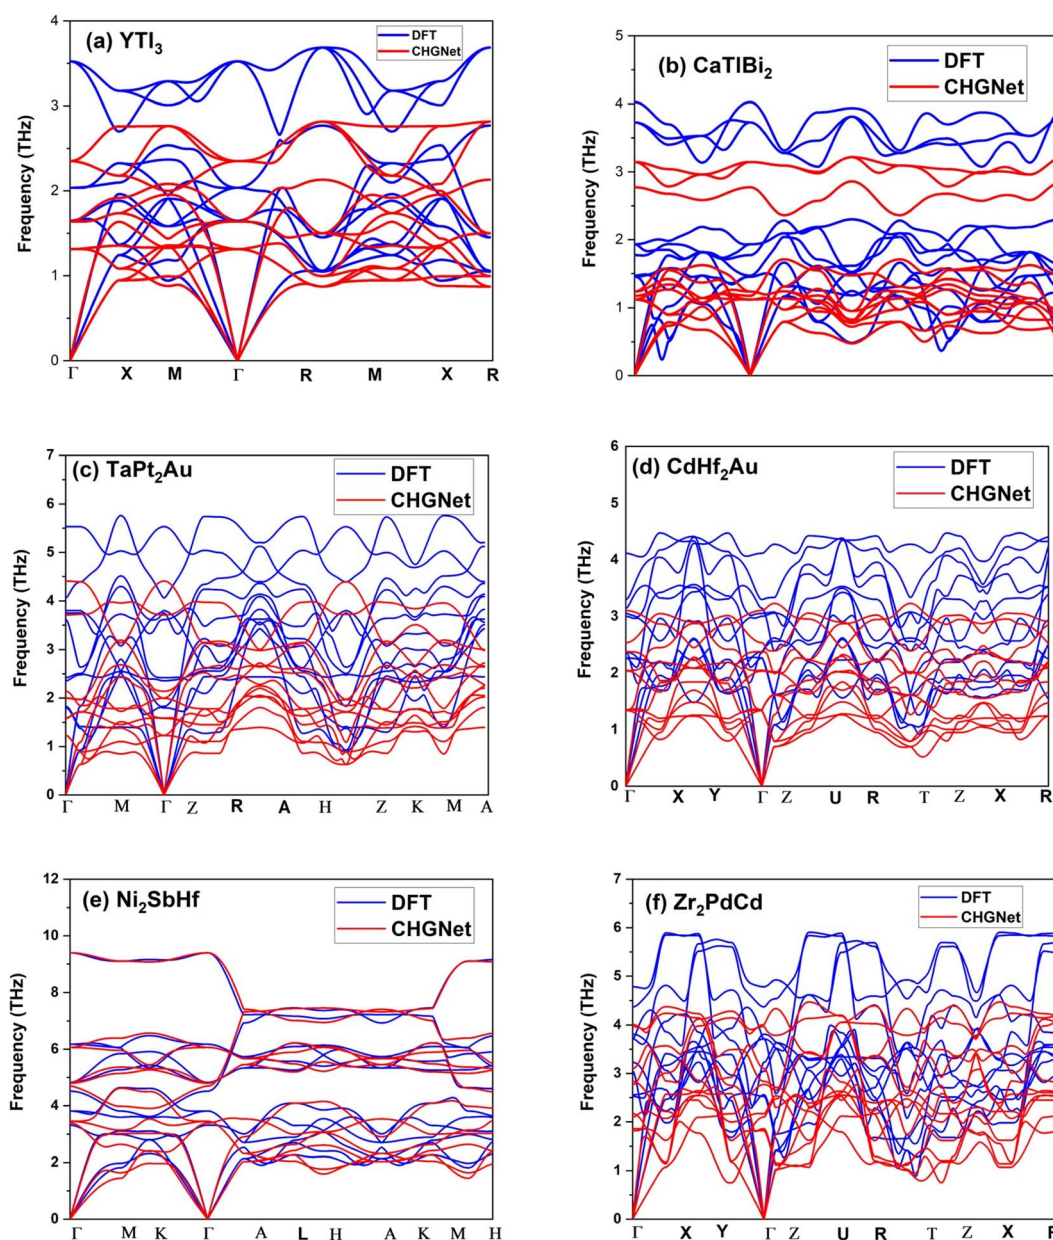 (a) YTl₃
DFT
CHGNet
Frequency (THz)
4
3
2
1
0
Γ X M Γ R M X R
(b) CaTlBi₂
DFT
CHGNet
Frequency (THz)
5
4
3
2
1
0
(c) TaPt₂Au
DFT
CHGNet
Frequency (THz)
7
6
5
4
3
2
1
0
Γ M Γ Z R A H Z K M A
(d) CdHf₂Au
DFT
CHGNet
Frequency (THz)
6
5
4
3
2
1
0
Γ X Y Γ Z U R T Z X R
(e) Ni₂SbHf
DFT
CHGNet
Frequency (THz)
12
10
8
6
4
2
0
Γ M K Γ A L H A K M H
(f) Zr₂PdCd
DFT
CHGNet
Frequency (THz)
7
6
5
4
3
2
1
0
Γ X Y Γ Z U R T Z X